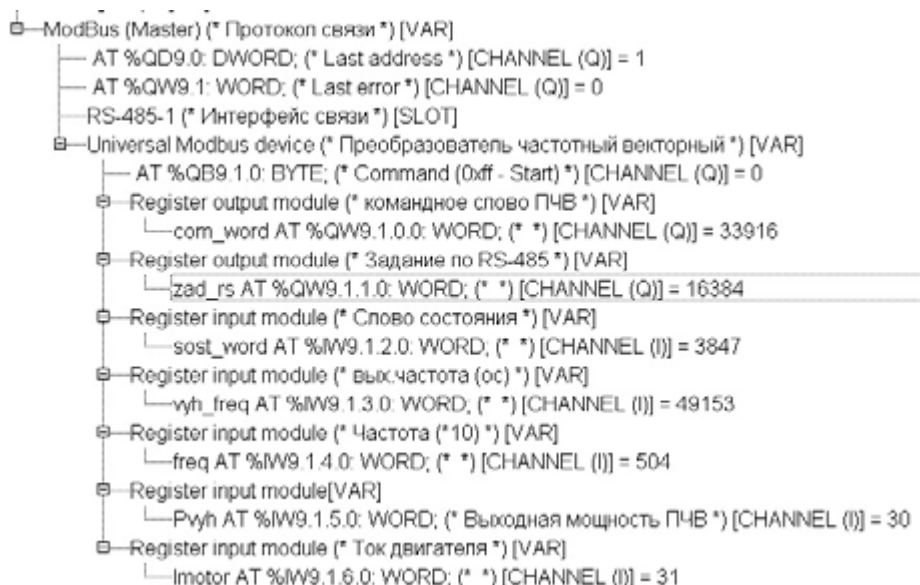 ModBus (Master) (* Протокол связи *) [VAR]
AT %QD9.0: DWORD; (* Last address *) [CHANNEL (Q)] = 1
AT %QW9.1: WORD; (* Last error *) [CHANNEL (Q)] = 0
RS-485-1 (* Интерфейс связи *) [SLOT]
Universal Modbus device (* Преобразователь частотный векторный *) [VAR]
AT %QB9.1.0: BYTE; (* Command (0xff - Start) *) [CHANNEL (Q)] = 0
Register output module (* командное слово ПЧВ *) [VAR]
com_word AT %QW9.1.0.0: WORD; (* *) [CHANNEL (Q)] = 33916
Register output module (* Задание по RS-485 *) [VAR]
zad_rs AT %QW9.1.1.0: WORD; (* *) [CHANNEL (Q)] = 16384
Register input module (* Слово состояния *) [VAR]
sost_word AT %IW9.1.2.0: WORD; (* *) [CHANNEL (I)] = 3847
Register input module (* вых.частота (ос) *) [VAR]
vyh_freq AT %IW9.1.3.0: WORD; (* *) [CHANNEL (I)] = 49153
Register input module (* Частота (*10) *) [VAR]
freq AT %IW9.1.4.0: WORD; (* *) [CHANNEL (I)] = 504
Register input module[VAR]
Pvyh AT %IW9.1.5.0: WORD; (* Выходная мощность ПЧВ *) [CHANNEL (I)] = 30
Register input module (* Ток двигателя *) [VAR]
Imotor AT %IW9.1.6.0: WORD; (* *) [CHANNEL (I)] = 31